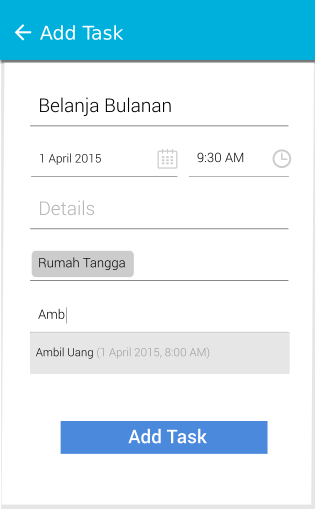 Add Task
Belanja Bulanan
1 April 2015 9:30 AM
Details
Rumah Tangga
Amb
Ambil Uang (1 April 2015, 8:00 AM)
Add Task